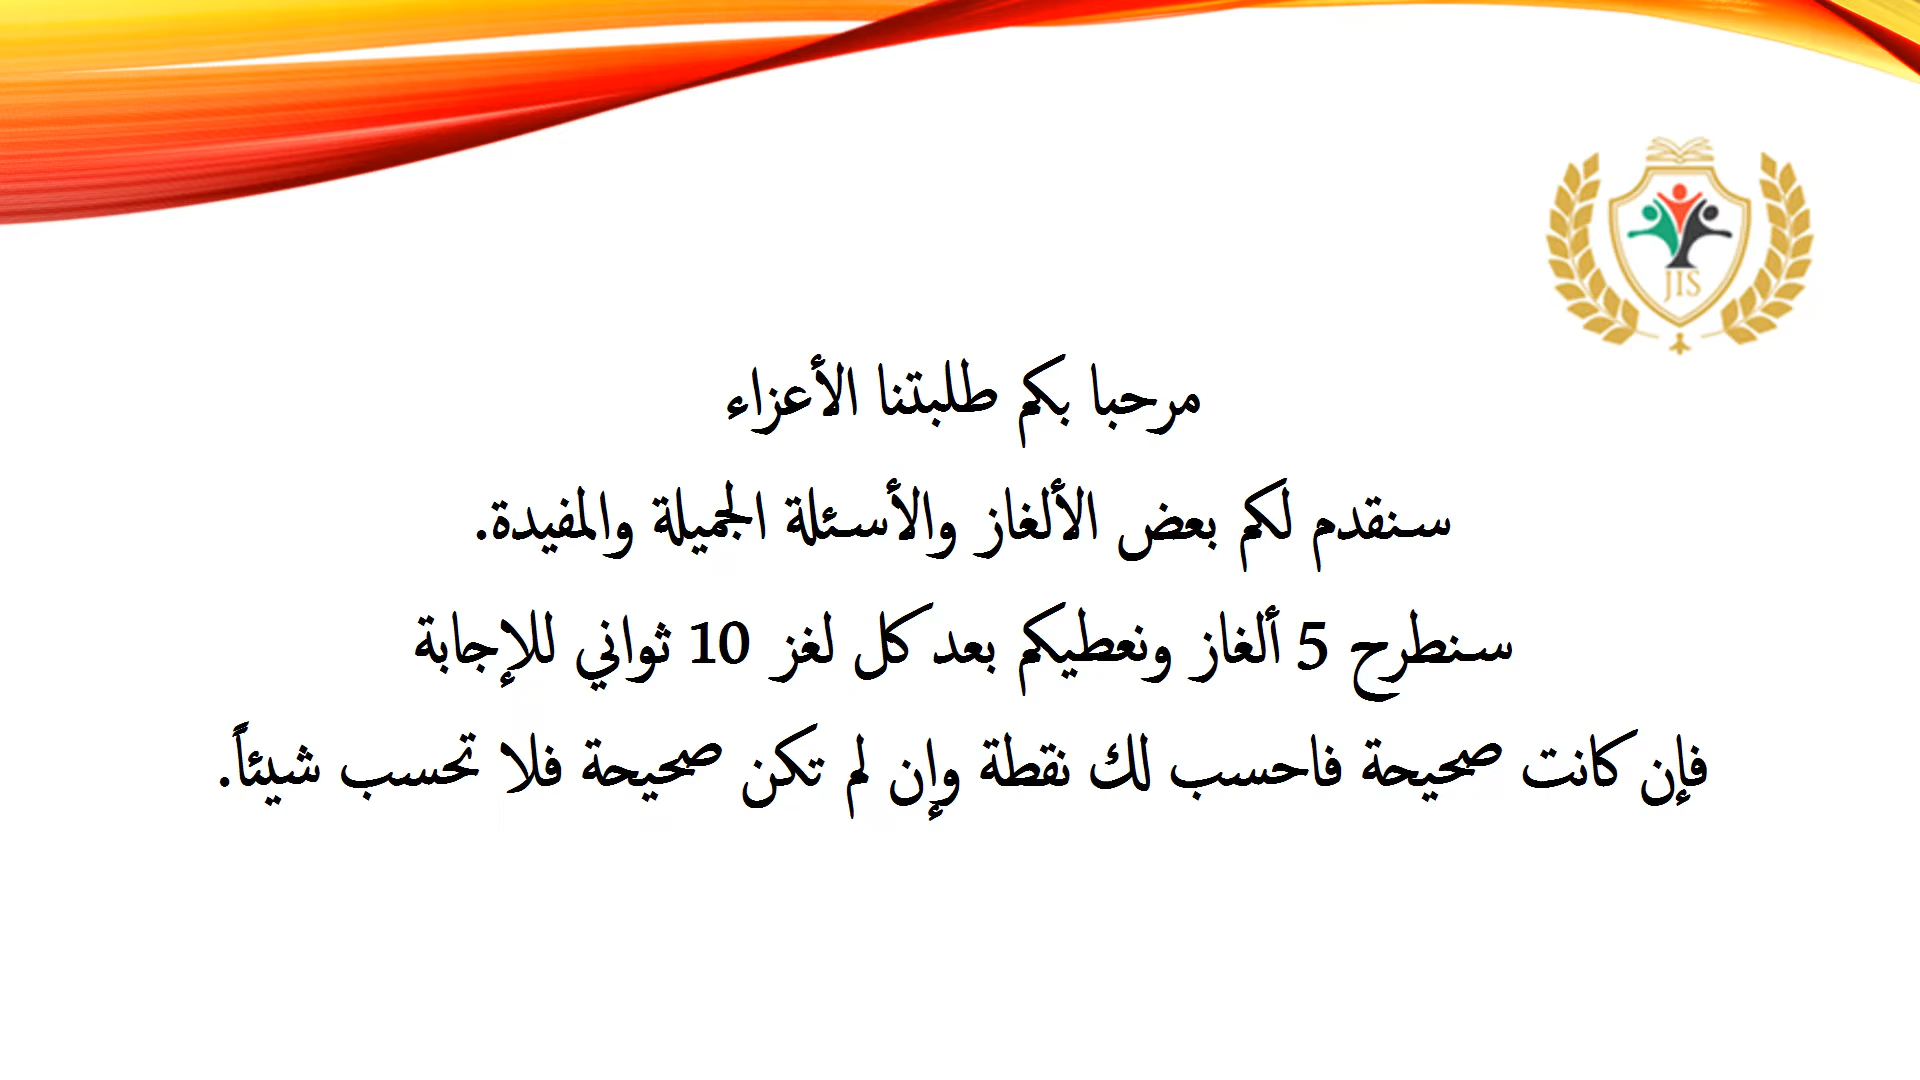 JIS
مرحبا بكم طلبتنا الأعزاء
سنقدم لكم بعض الألغاز والأسئلة الجميلة والمفيدة.
سنطرح 5 ألغاز ونعطيكم بعد كل لغز 10 ثواني للإجابة
فإن كانت صحيحة فاحسب لك نقطة وإن لم تكن صحيحة فلا تحسب شيئاً.